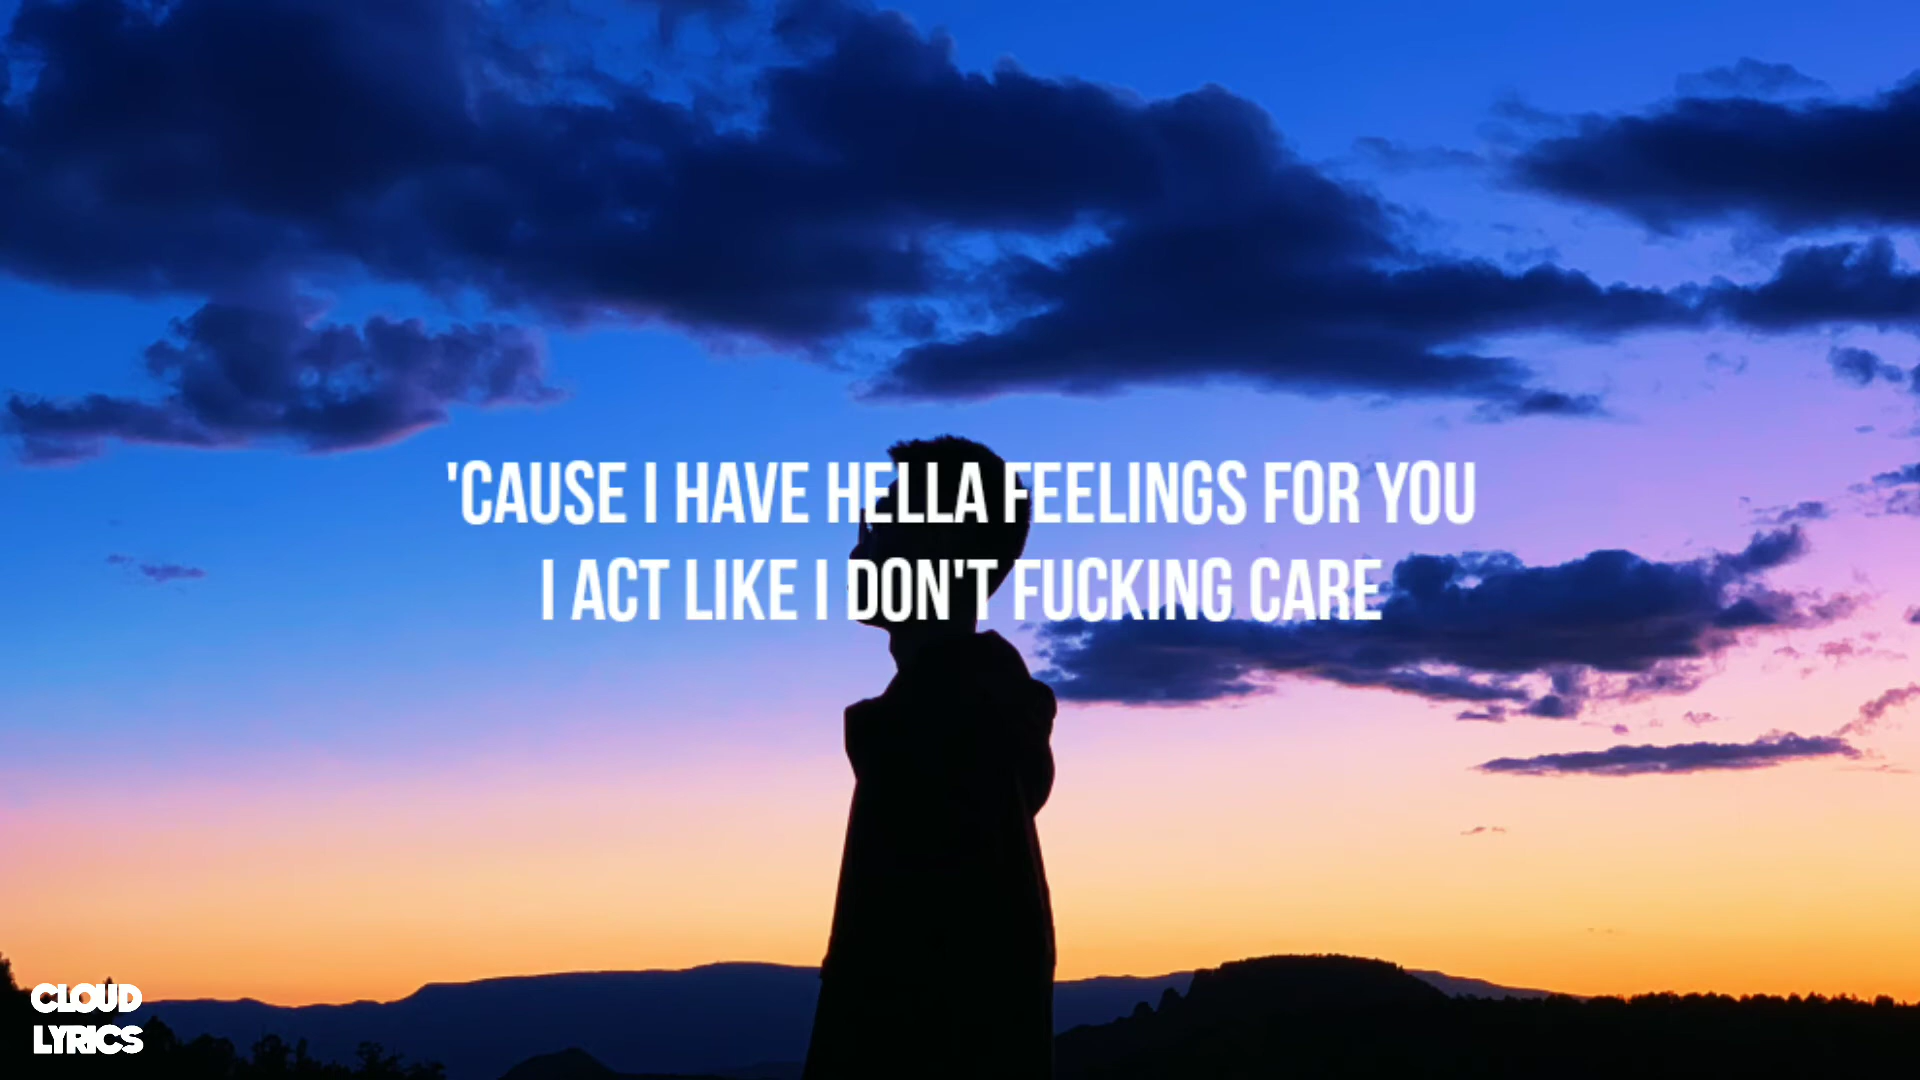 'CAUSE I HAVE HELLA FEELINGS FOR YOU
I ACT LIKE I DON'T FUCKING CARE
CLOUD
LYRICS